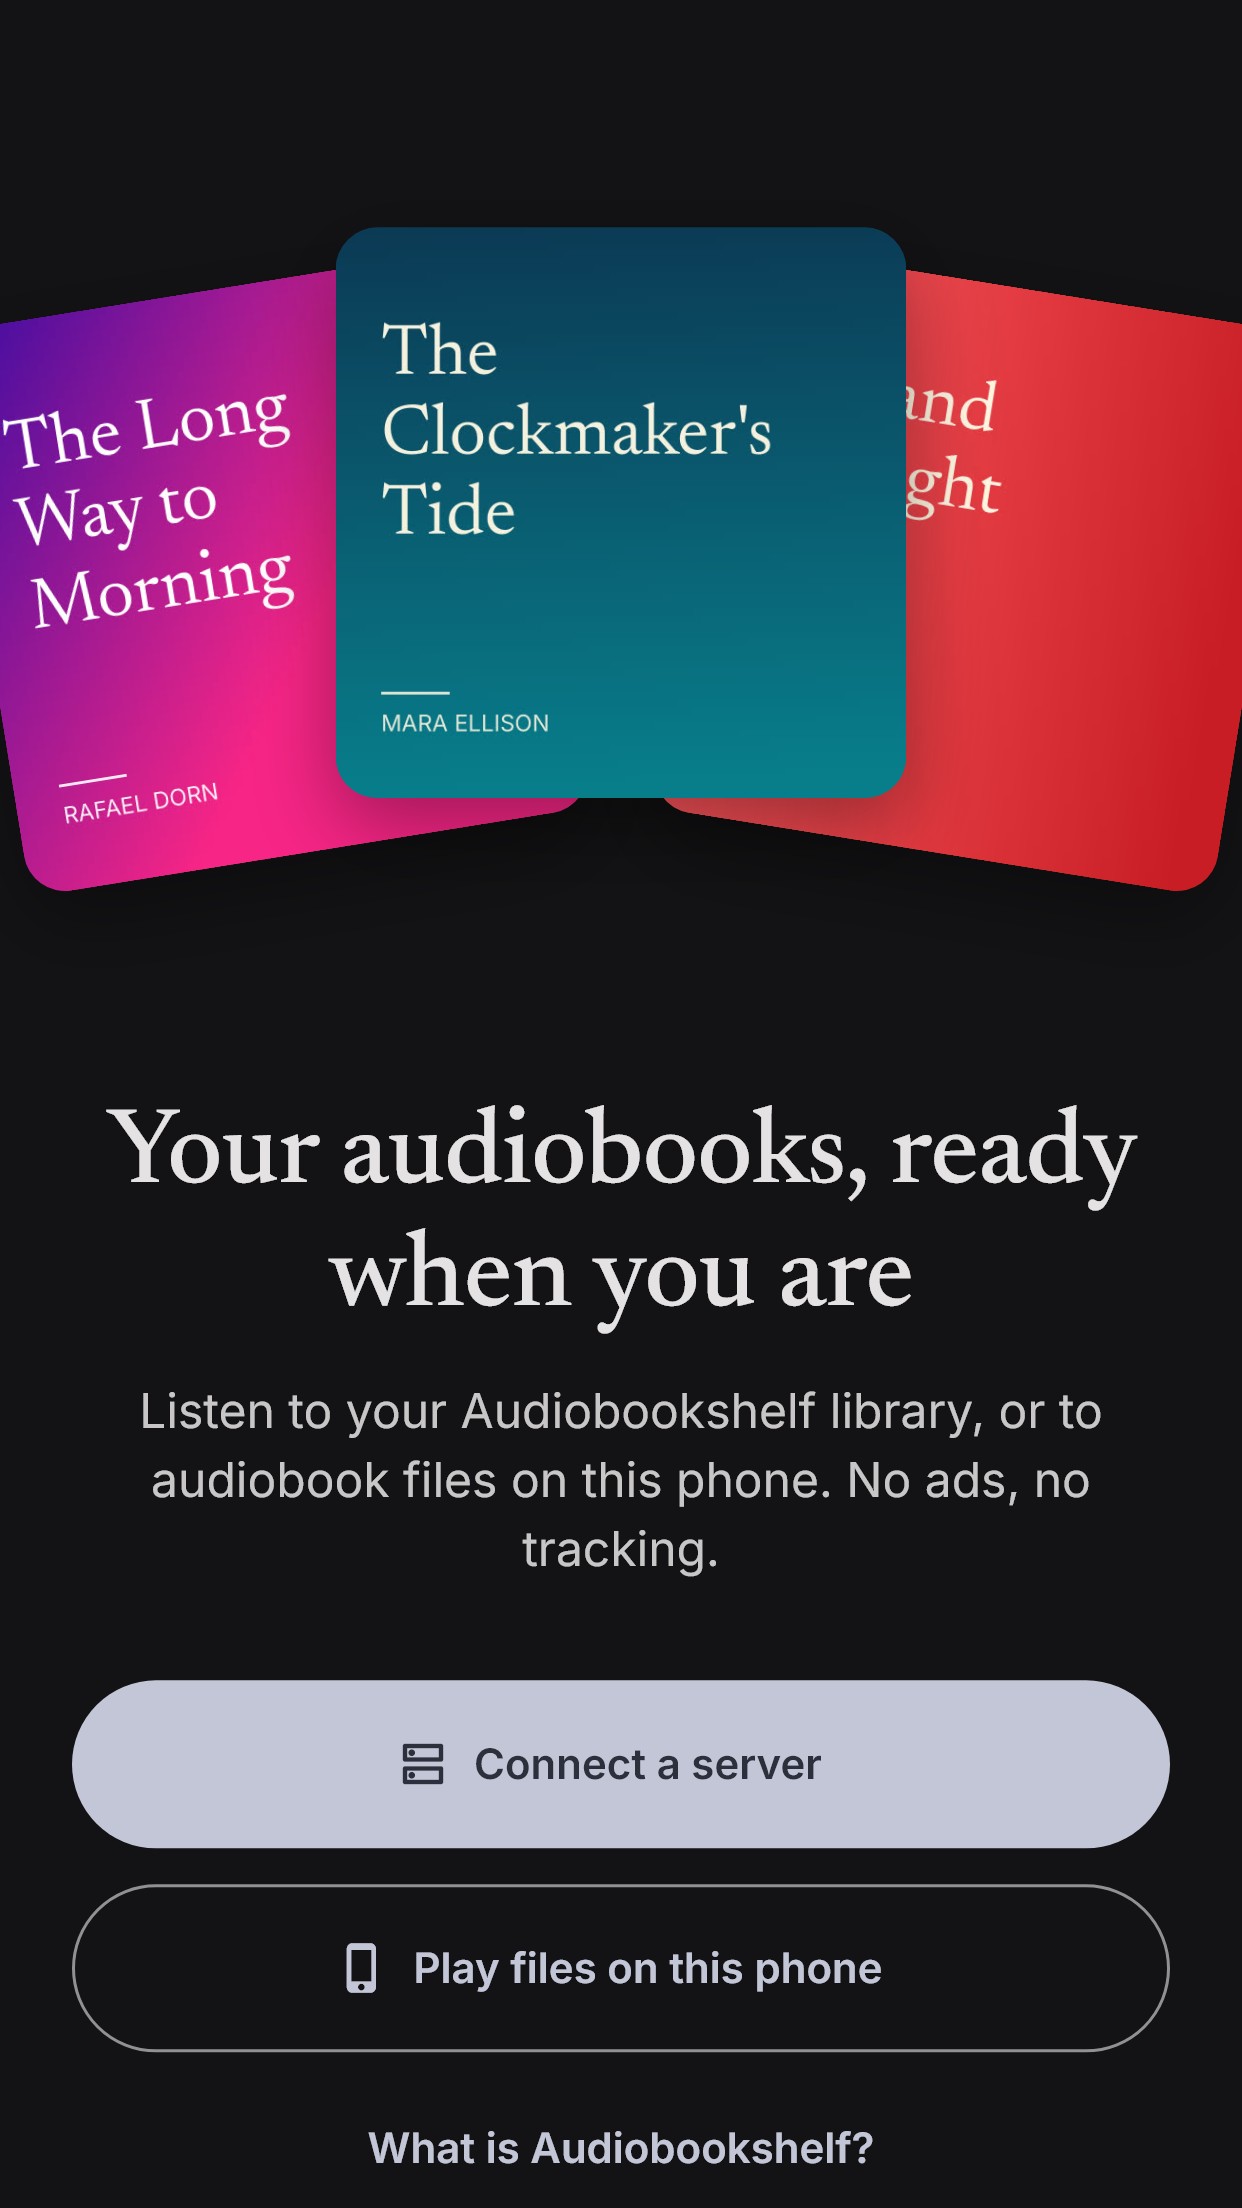 The Long
Way to
Morning
RAFAEL DORN
The
Clockmaker's
Tide
MARA ELLISON
and
Your audiobooks, ready
when you are
Listen to your Audiobookshelf library, or to
audiobook files on this phone. No ads, no
tracking.
Connect a server
Play files on this phone
What is Audiobookshelf?